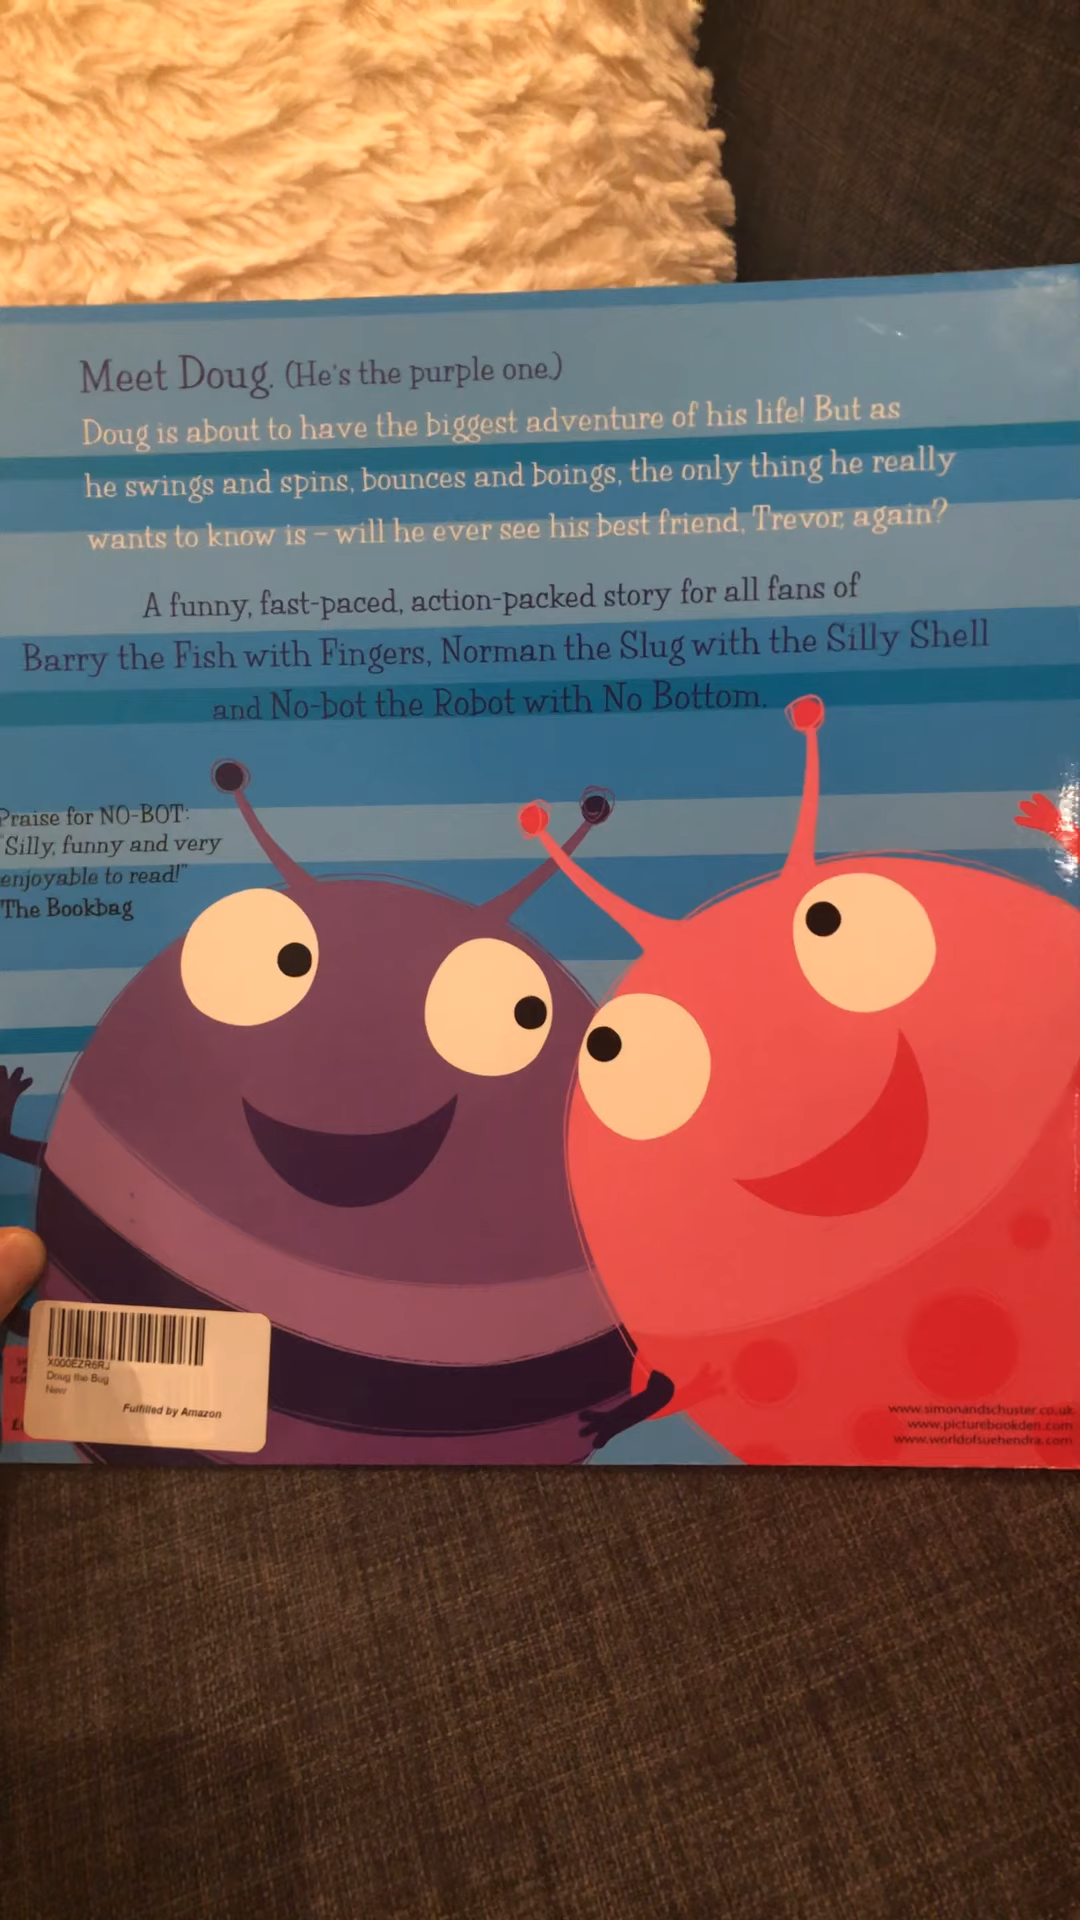 Meet Doug. (He's the purple one.)
Doug is about to have the biggest adventure of his life! But as
he swings and spins, bounces and boings, the only thing he really
wants to know is – will he ever see his best friend, Trevor, again?
A funny, fast-paced, action-packed story for all fans of
Barry the Fish with Fingers, Norman the Slug with the Silly Shell
and No-bot the Robot with No Bottom.
Praise for NO-BOT:
"Silly, funny and very
enjoyable to read!"
The Bookbag
X000EZR6RJ
Doug the Bug
New
Fulfilled by Amazon
www.simonandschuster.co.uk
www.picturebookden.com
www.worldofsuehendra.com